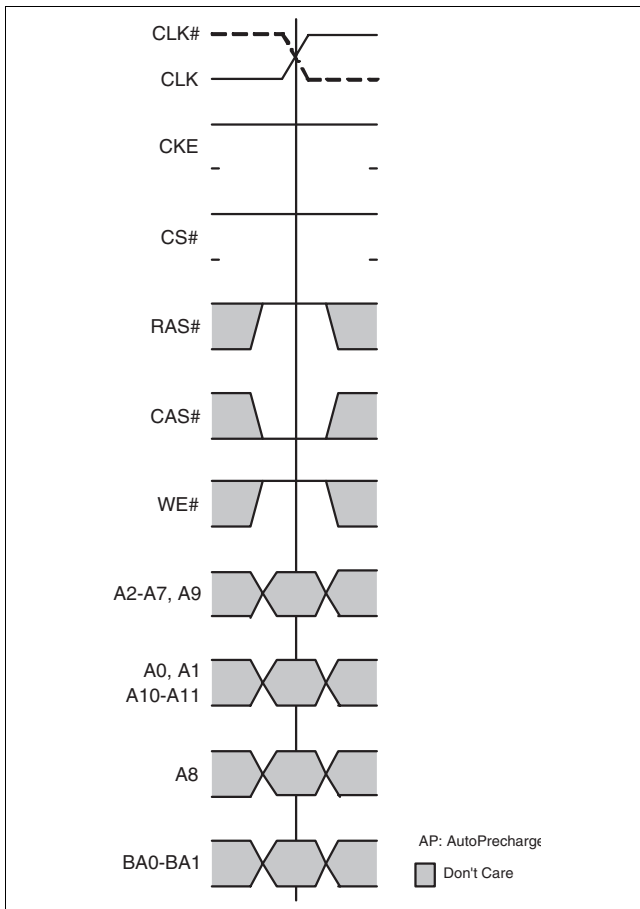 CLK#
CLK
CKE
CS#
RAS#
CAS#
WE#
A2-A7, A9
A0, A1
A10-A11
A8
BA0-BA1
AP: AutoPrecharge
Don't Care